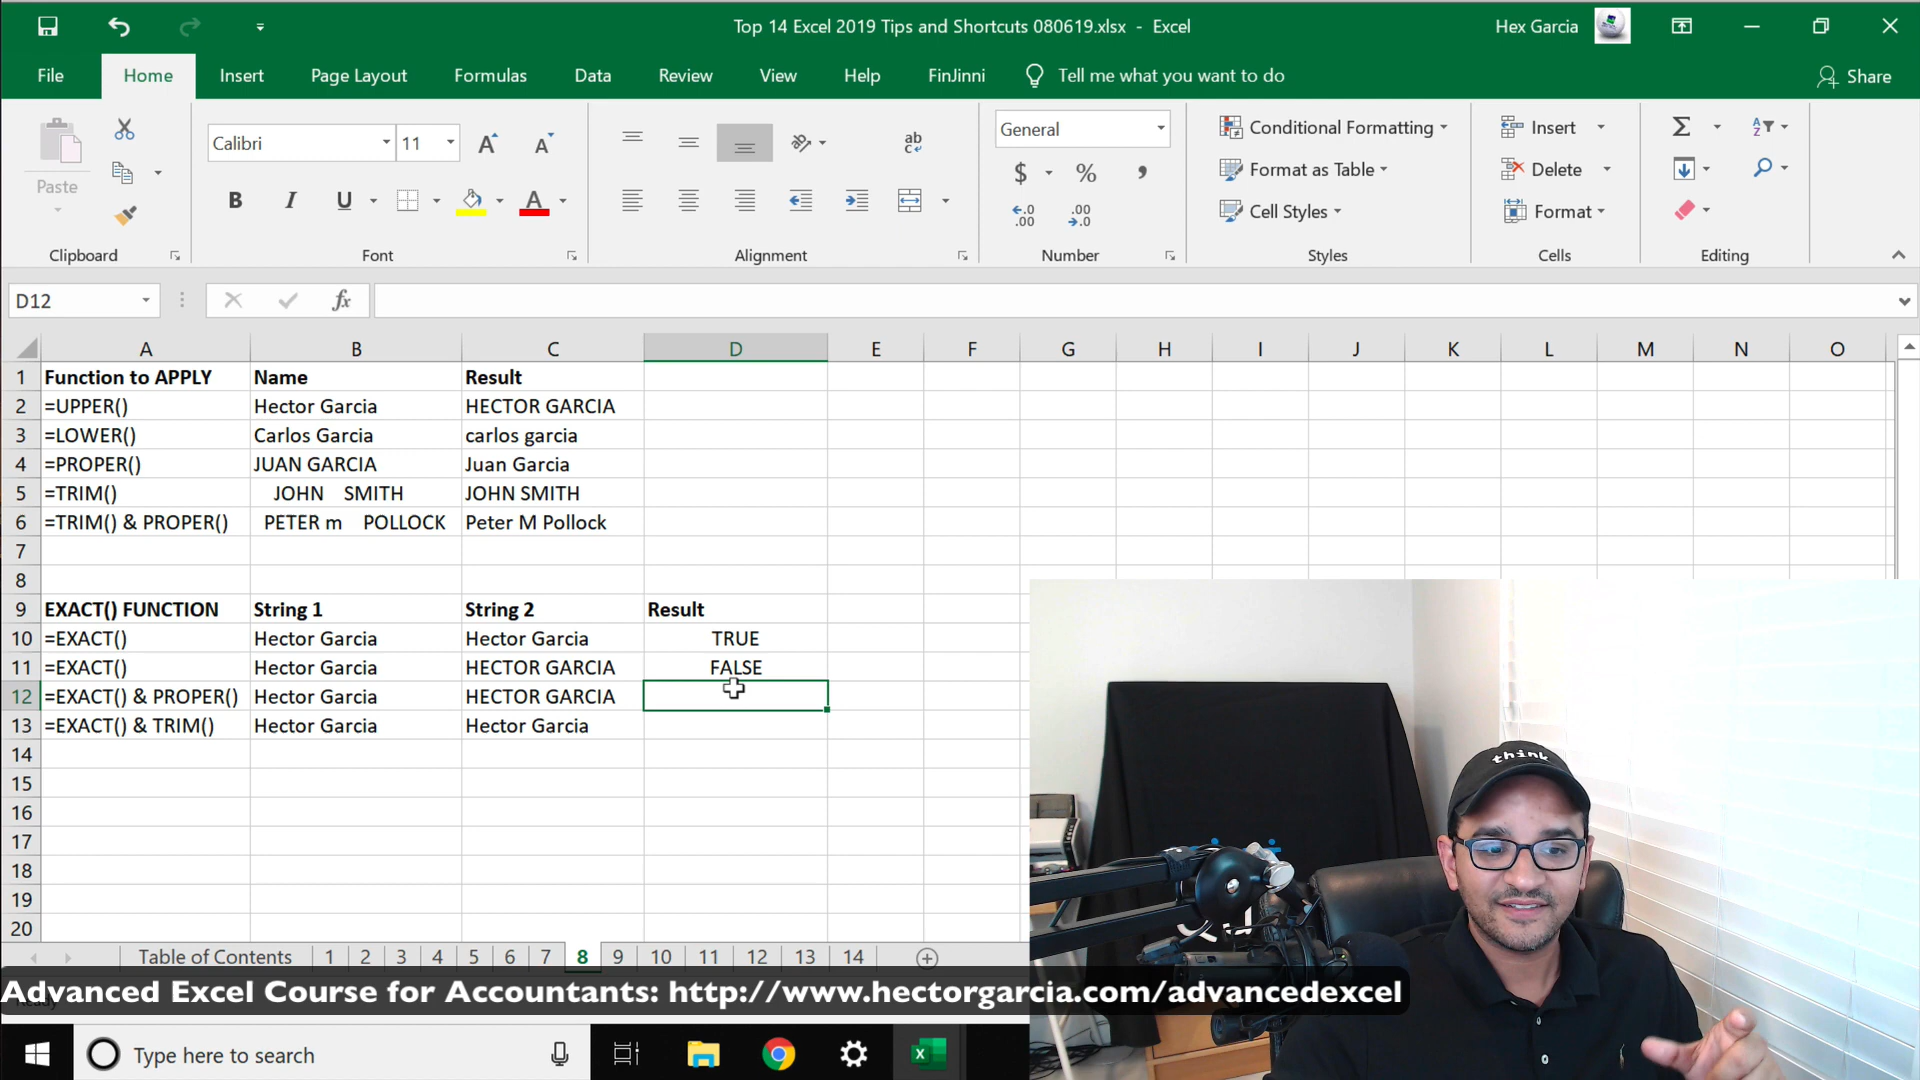 Top 14 Excel 2019 Tips and Shortcuts 080619.xlsx - Excel
Hex Garcia
File Home Insert Page Layout Formulas Data Review View Help FinJinni Tell me what you want to do Share
Paste
Clipboard
Calibri 11
B I U
Font
ab
Alignment
General
$ % ,
Number
Conditional Formatting
Format as Table
Cell Styles
Styles
Insert
Delete
Format
Cells
Editing
D12 fx
A B C D E F G H I J K L M N O
1 Function to APPLY Name Result
2 =UPPER() Hector Garcia HECTOR GARCIA
3 =LOWER() Carlos Garcia carlos garcia
4 =PROPER() JUAN GARCIA Juan Garcia
5 =TRIM() JOHN SMITH JOHN SMITH
6 =TRIM() & PROPER() PETER m POLLOCK Peter M Pollock
7
8
9 EXACT() FUNCTION String 1 String 2 Result
10 =EXACT() Hector Garcia Hector Garcia TRUE
11 =EXACT() Hector Garcia HECTOR GARCIA FALSE
12 =EXACT() & PROPER() Hector Garcia HECTOR GARCIA
13 =EXACT() & TRIM() Hector Garcia Hector Garcia
14
15
16
17
18
19
20
think
Table of Contents 1 2 3 4 5 6 7 8 9 10 11 12 13 14
Advanced Excel Course for Accountants: http://www.hectorgarcia.com/advancedexcel
Type here to search